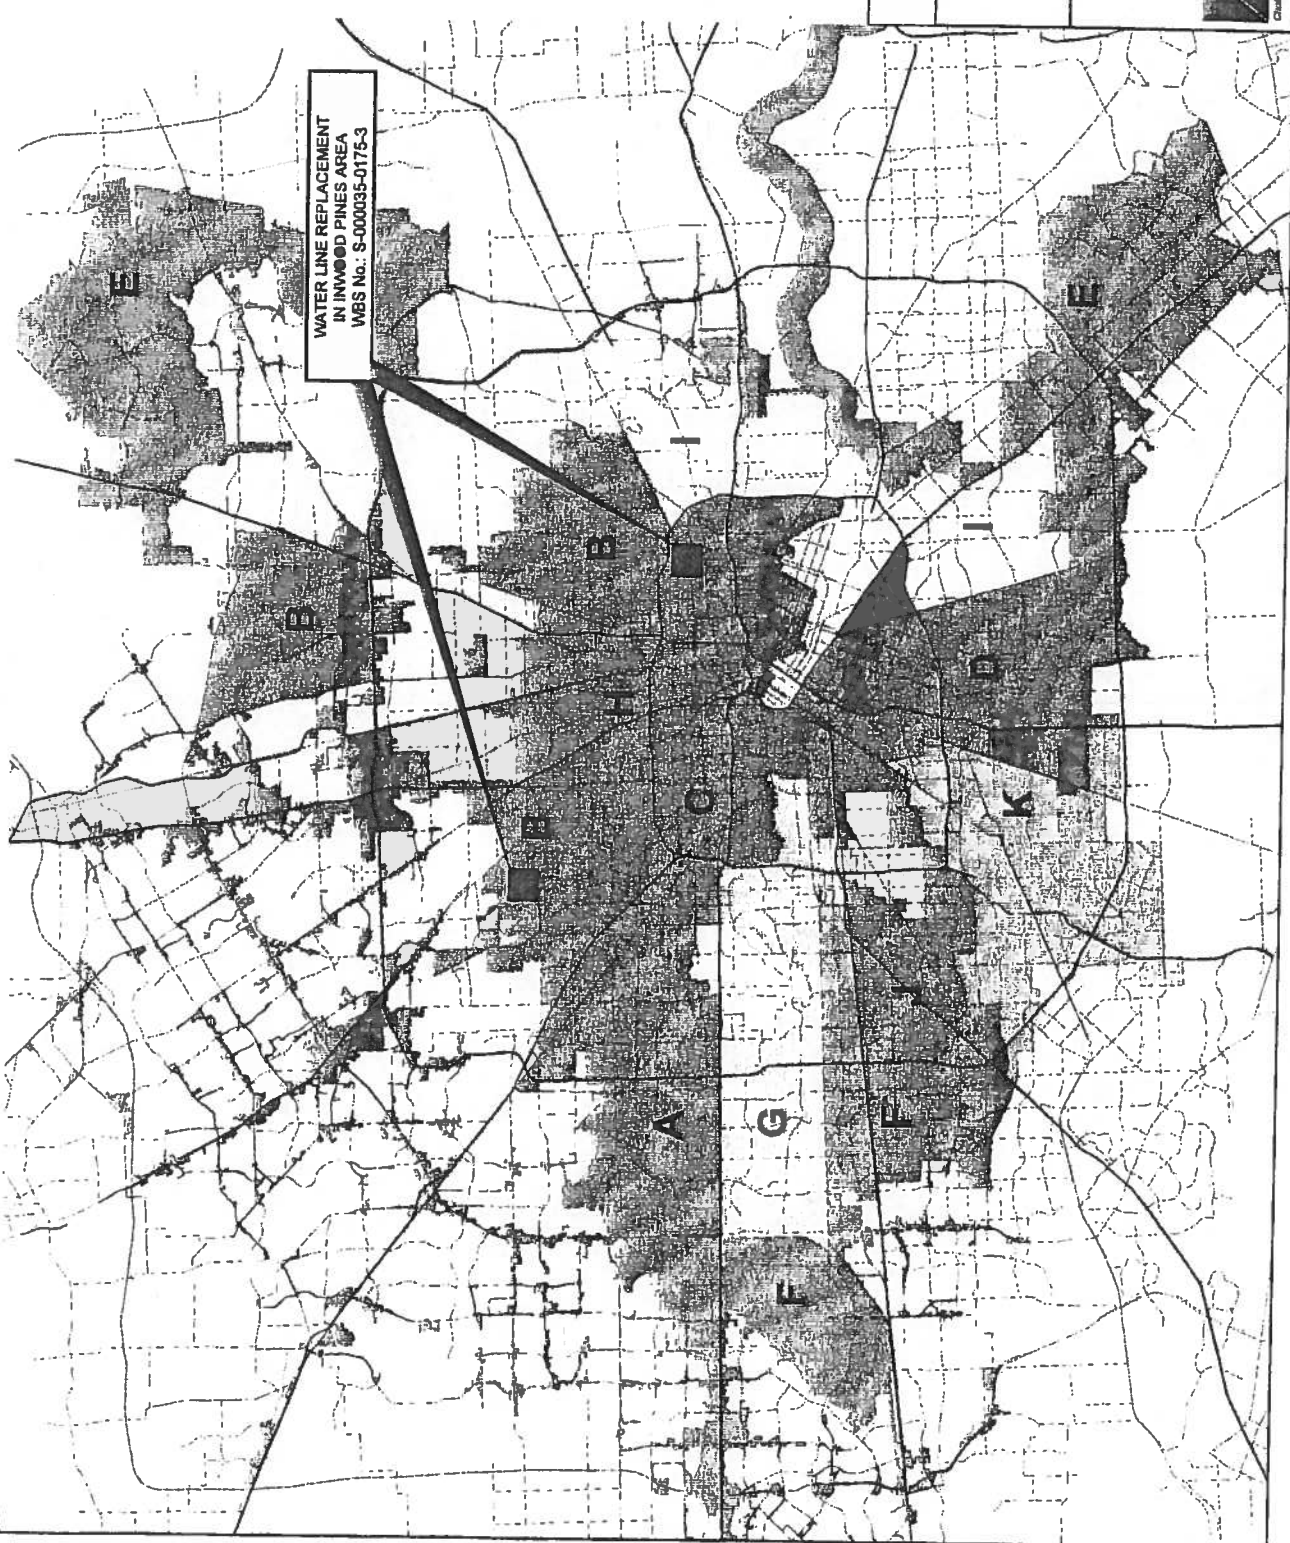 WATER LINE REPLACEMENT
IN INWOOD PINES AREA
WBS No.: S-000035-0175-3
E
B
B
I
H
B
C
I
E
D
K
J
A
G
F
F